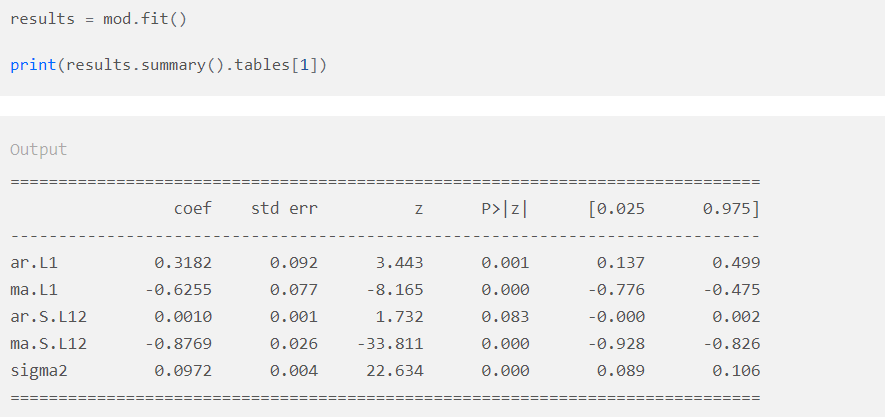 results = mod.fit()
print(results.summary().tables[1])
Output
==============================================================================
coef std err z P>|z| [0.025 0.975]
------------------------------------------------------------------------------
ar.L1 0.3182 0.092 3.443 0.001 0.137 0.499
ma.L1 -0.6255 0.077 -8.165 0.000 -0.776 -0.475
ar.S.L12 0.0010 0.001 1.732 0.083 -0.000 0.002
ma.S.L12 -0.8769 0.026 -33.811 0.000 -0.928 -0.826
sigma2 0.0972 0.004 22.634 0.000 0.089 0.106
==============================================================================